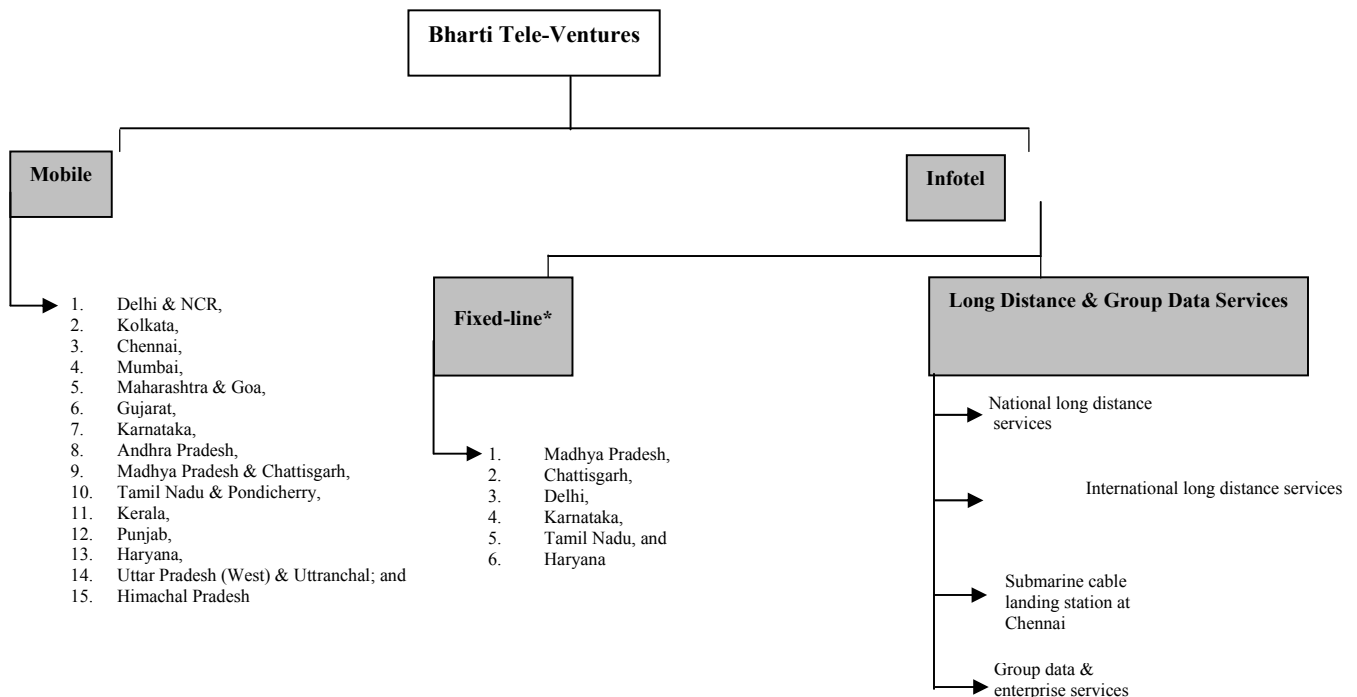 Bharti Tele-Ventures
Mobile
Infotel
1. Delhi & NCR,
2. Kolkata,
3. Chennai,
4. Mumbai,
5. Maharashtra & Goa,
6. Gujarat,
7. Karnataka,
8. Andhra Pradesh,
9. Madhya Pradesh & Chattisgarh,
10. Tamil Nadu & Pondicherry,
11. Kerala,
12. Punjab,
13. Haryana,
14. Uttar Pradesh (West) & Uttranchal; and
15. Himachal Pradesh
Fixed-line*
1. Madhya Pradesh,
2. Chattisgarh,
3. Delhi,
4. Karnataka,
5. Tamil Nadu, and
6. Haryana
Long Distance & Group Data Services
National long distance
services
International long distance services
Submarine cable
landing station at
Chennai
Group data &
enterprise services